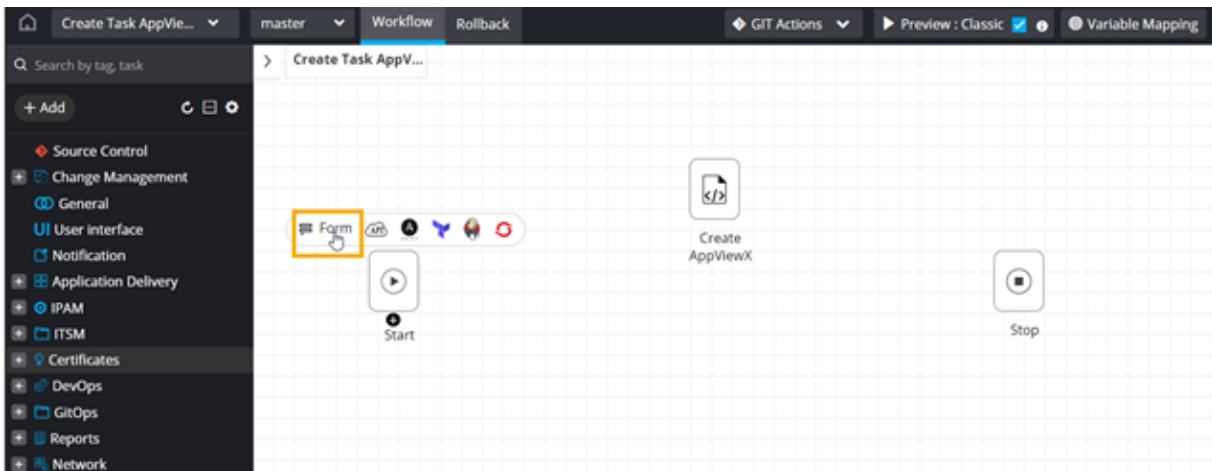 Create Task AppVie...
master
Workflow
Rollback
GIT Actions
Preview : Classic
Variable Mapping
Search by tag, task
Create Task AppV...
+ Add
Source Control
Change Management
General
UI User interface
Notification
Application Delivery
IPAM
ITSM
Certificates
DevOps
GitOps
Reports
Network
Form
API
Start
Create
AppViewX
Stop